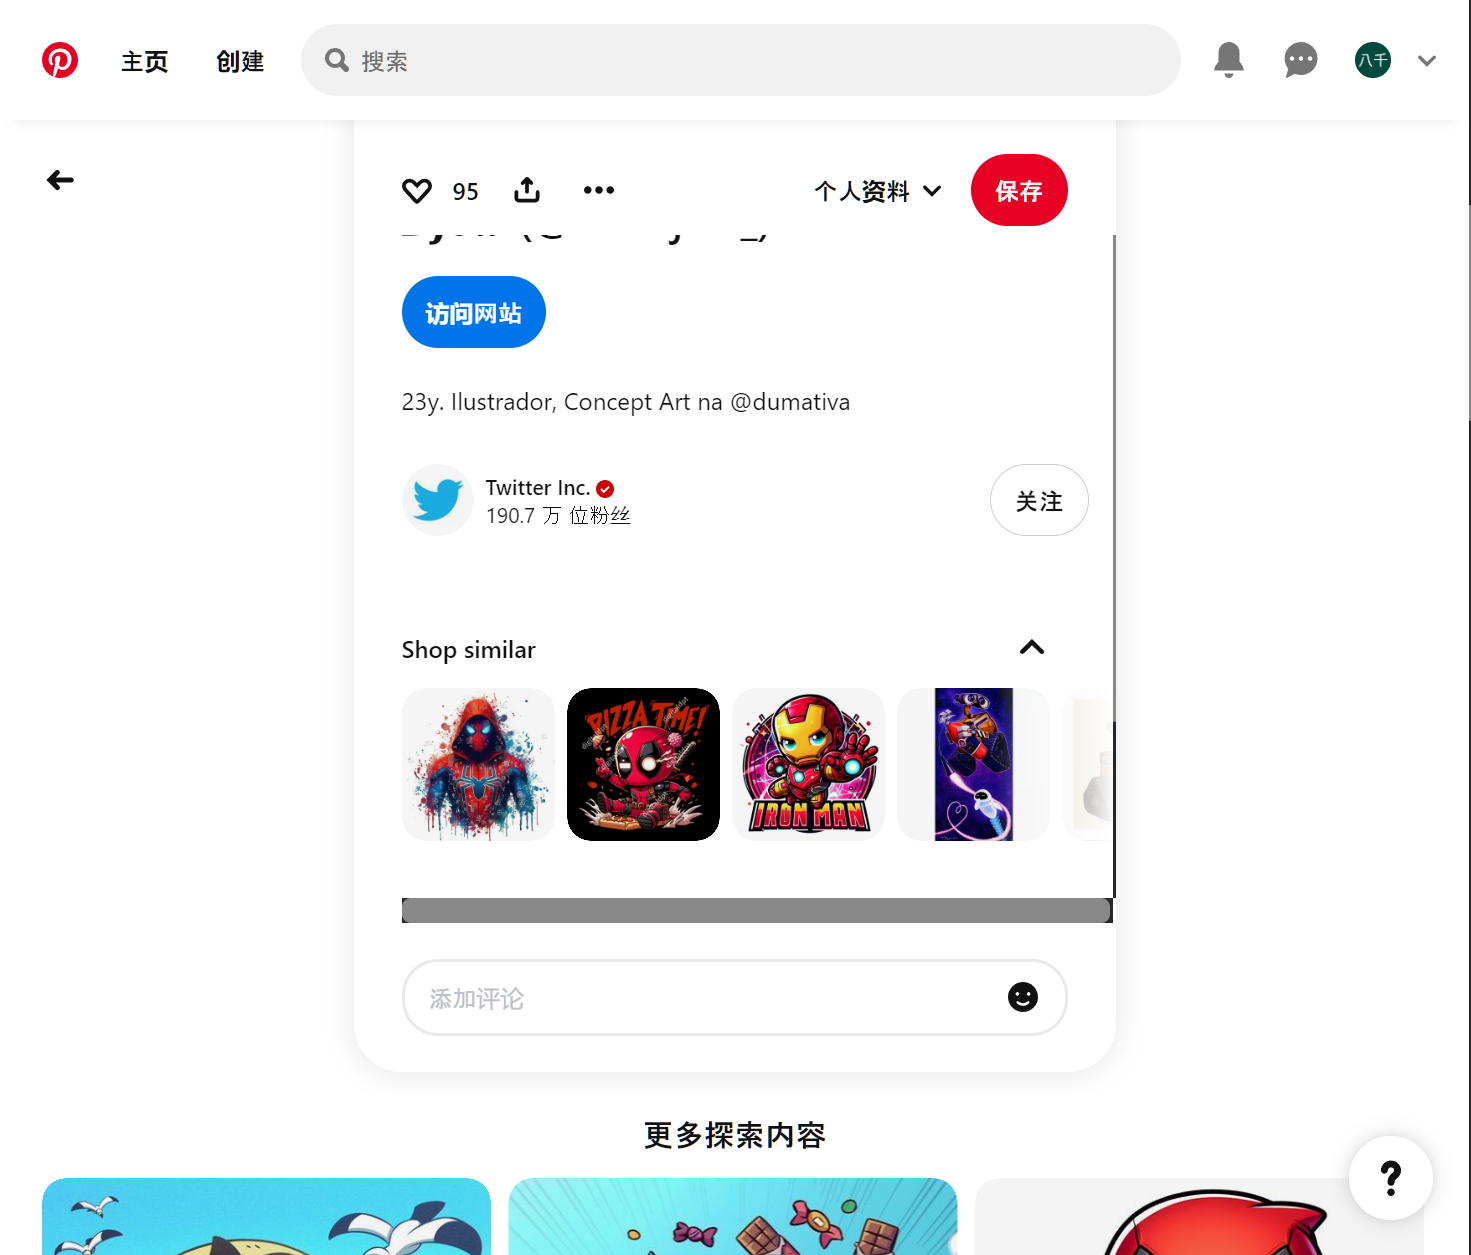 主页
创建
搜索
八千
95
个人资料
保存
访问网站
23y. Ilustrador, Concept Art na @dumativa
Twitter Inc.
190.7 万 位粉丝
关注
Shop similar
PIZZA TIME!
IRON MAN
添加评论
更多探索内容
?